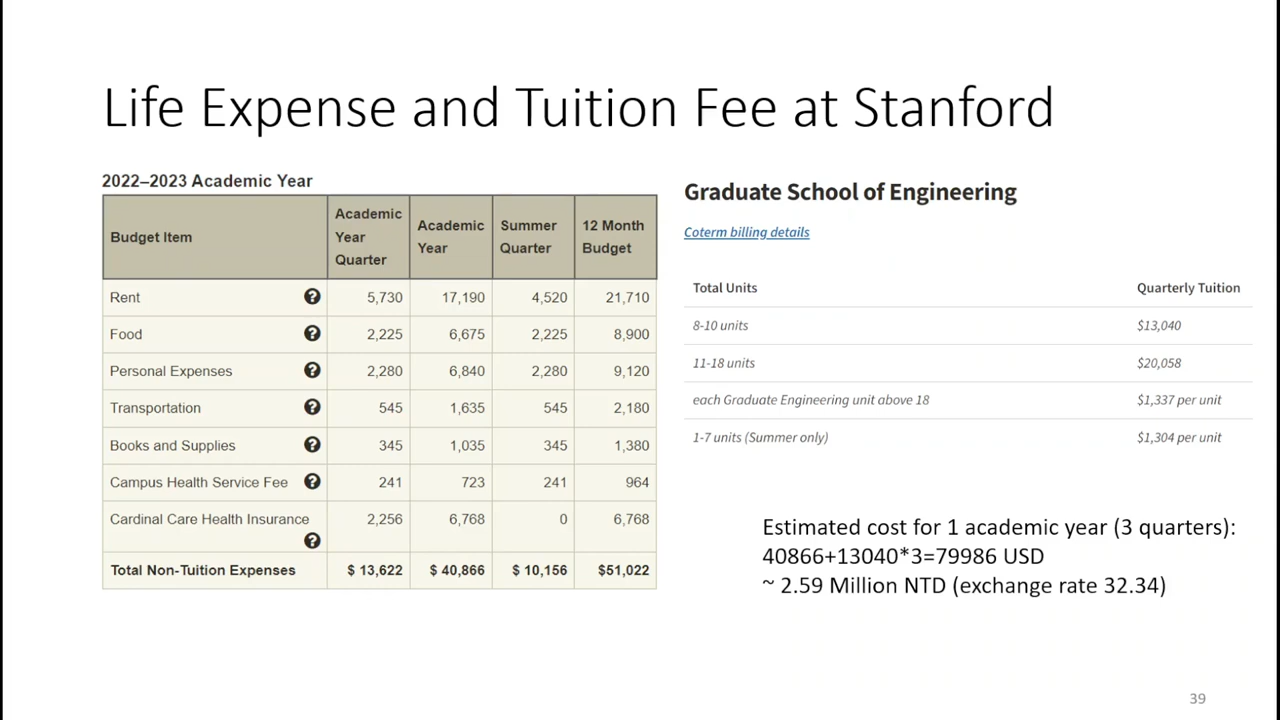 Life Expense and Tuition Fee at Stanford
2022–2023 Academic Year
Budget Item Academic Year Quarter Academic Year Summer Quarter 12 Month Budget
Rent ? 5,730 17,190 4,520 21,710
Food ? 2,225 6,675 2,225 8,900
Personal Expenses ? 2,280 6,840 2,280 9,120
Transportation ? 545 1,635 545 2,180
Books and Supplies ? 345 1,035 345 1,380
Campus Health Service Fee ? 241 723 241 964
Cardinal Care Health Insurance ? 2,256 6,768 0 6,768
Total Non-Tuition Expenses $ 13,622 $ 40,866 $ 10,156 $51,022
Graduate School of Engineering
Coterm billing details
Total Units Quarterly Tuition
8-10 units $13,040
11-18 units $20,058
each Graduate Engineering unit above 18 $1,337 per unit
1-7 units (Summer only) $1,304 per unit
Estimated cost for 1 academic year (3 quarters):
40866+13040*3=79986 USD
~ 2.59 Million NTD (exchange rate 32.34)
39